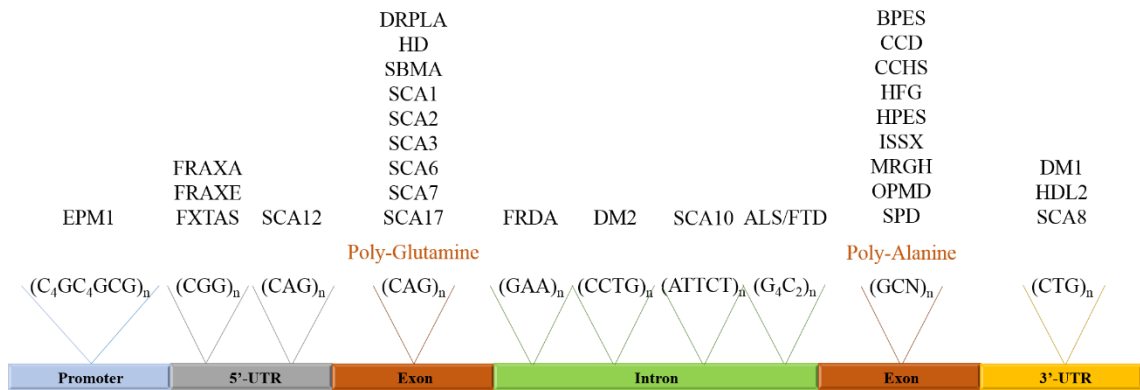 DRPLA
HD
SBMA
SCA1
SCA2
SCA3
SCA6
SCA7
SCA17
BPES
CCD
CCHS
HFG
HPES
ISSX
MRGH
OPMD
SPD
FRAXA
FRAXE
FXTAS
DM1
HDL2
SCA8
EPM1
SCA12
FRDA
DM2
SCA10
ALS/FTD
Poly-Glutamine
Poly-Alanine
(C₄GC₄GCG)ₙ
(CGG)ₙ
(CAG)ₙ
(CAG)ₙ
(GAA)ₙ
(CCTG)ₙ
(ATTCT)ₙ
(G₄C₂)ₙ
(GCN)ₙ
(CTG)ₙ
Promoter
5’-UTR
Exon
Intron
Exon
3’-UTR